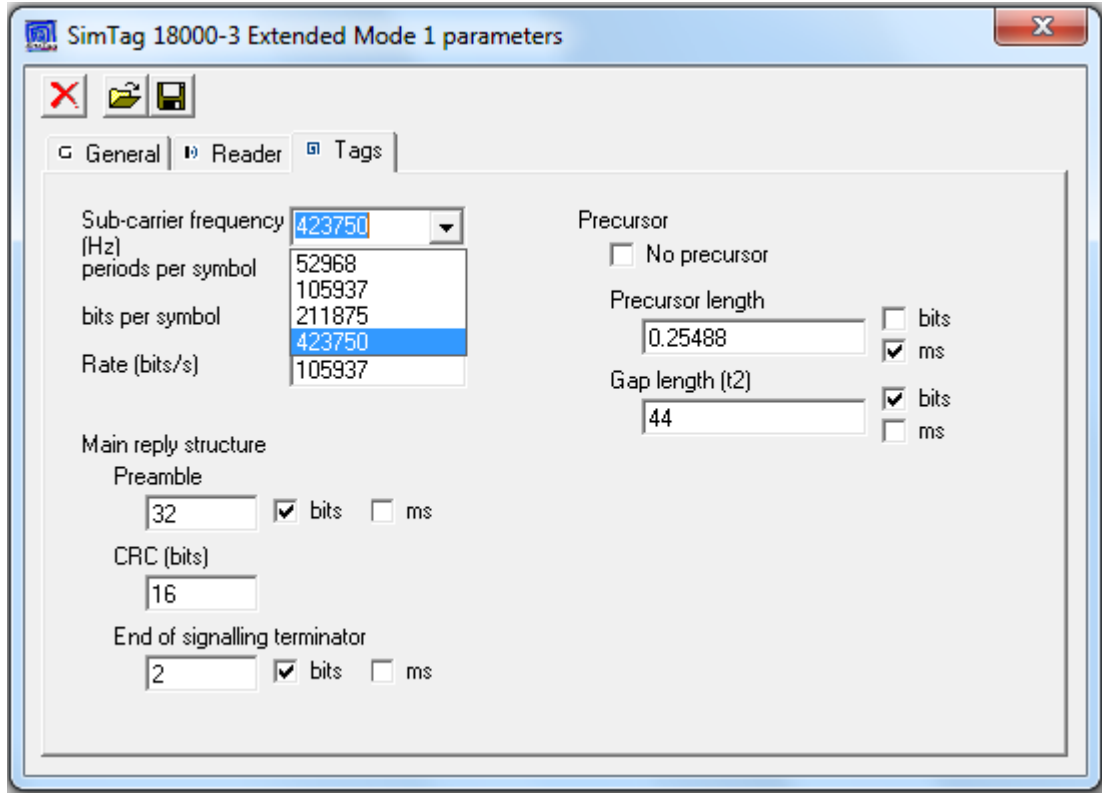 SimTag 18000-3 Extended Mode 1 parameters
General
Reader
Tags
Sub-carrier frequency
(Hz)
423750
52968
105937
211875
423750
periods per symbol
bits per symbol
Rate (bits/s)
105937
Main reply structure
Preamble
32
bits
ms
CRC (bits)
16
End of signalling terminator
2
bits
ms
Precursor
No precursor
Precursor length
0.25488
bits
ms
Gap length (t2)
44
bits
ms